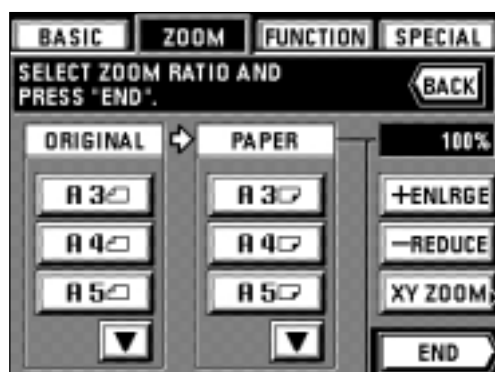 BASIC ZOOM FUNCTION SPECIAL
SELECT ZOOM RATIO AND
PRESS "END".
BACK
ORIGINAL PAPER 100%
A3 A3 +ENLRGE
A4 A4 -REDUCE
A5 A5 XY ZOOM
END